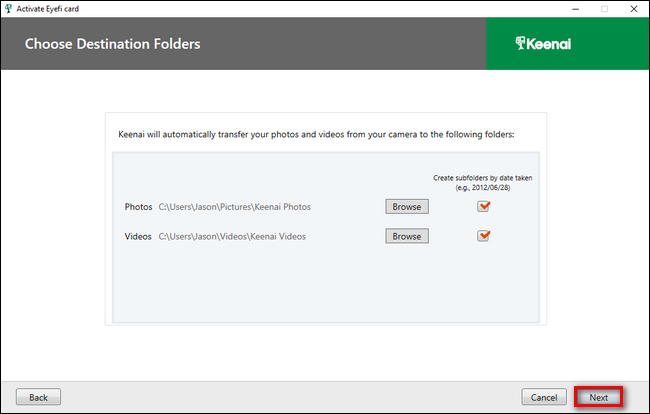 Activate Eyefi card
Choose Destination Folders
Keenai
Keenai will automatically transfer your photos and videos from your camera to the following folders:
Create subfolders by date taken
(e.g., 2012/06/28)
Photos C:\Users\Jason\Pictures\Keenai Photos Browse
Videos C:\Users\Jason\Videos\Keenai Videos Browse
Back Cancel Next